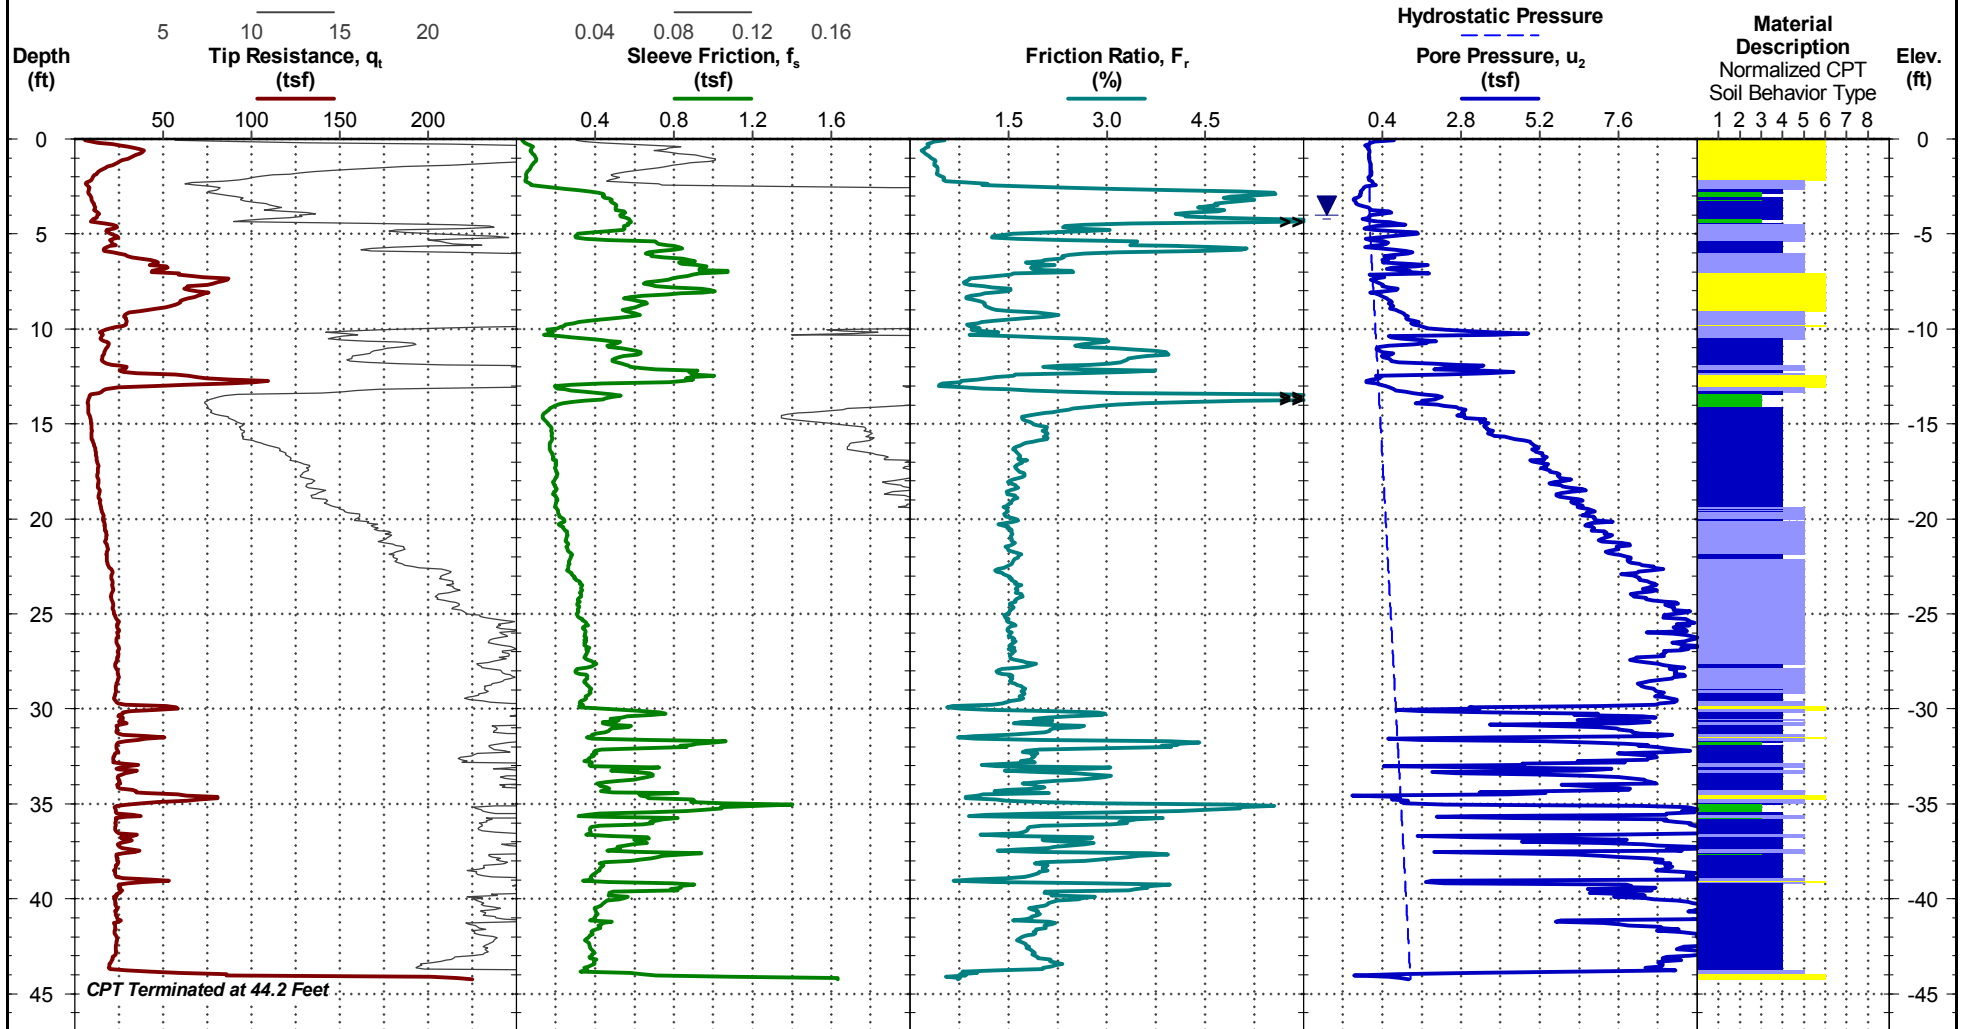 Hydrostatic Pressure
5 10 15 20
0.04 0.08 0.12 0.16
Depth
(ft)
Tip Resistance, qt
(tsf)
Sleeve Friction, fs
(tsf)
Friction Ratio, Fr
(%)
Pore Pressure, u2
(tsf)
Material
Description
Normalized CPT
Soil Behavior Type
Elev.
(ft)
50 100 150 200
0.4 0.8 1.2 1.6
1.5 3.0 4.5
0.4 2.8 5.2 7.6
1 2 3 4 5 6 7 8
0 -0
5 -5
10 -10
15 -15
20 -20
25 -25
30 -30
35 -35
40 -40
CPT Terminated at 44.2 Feet
45 -45